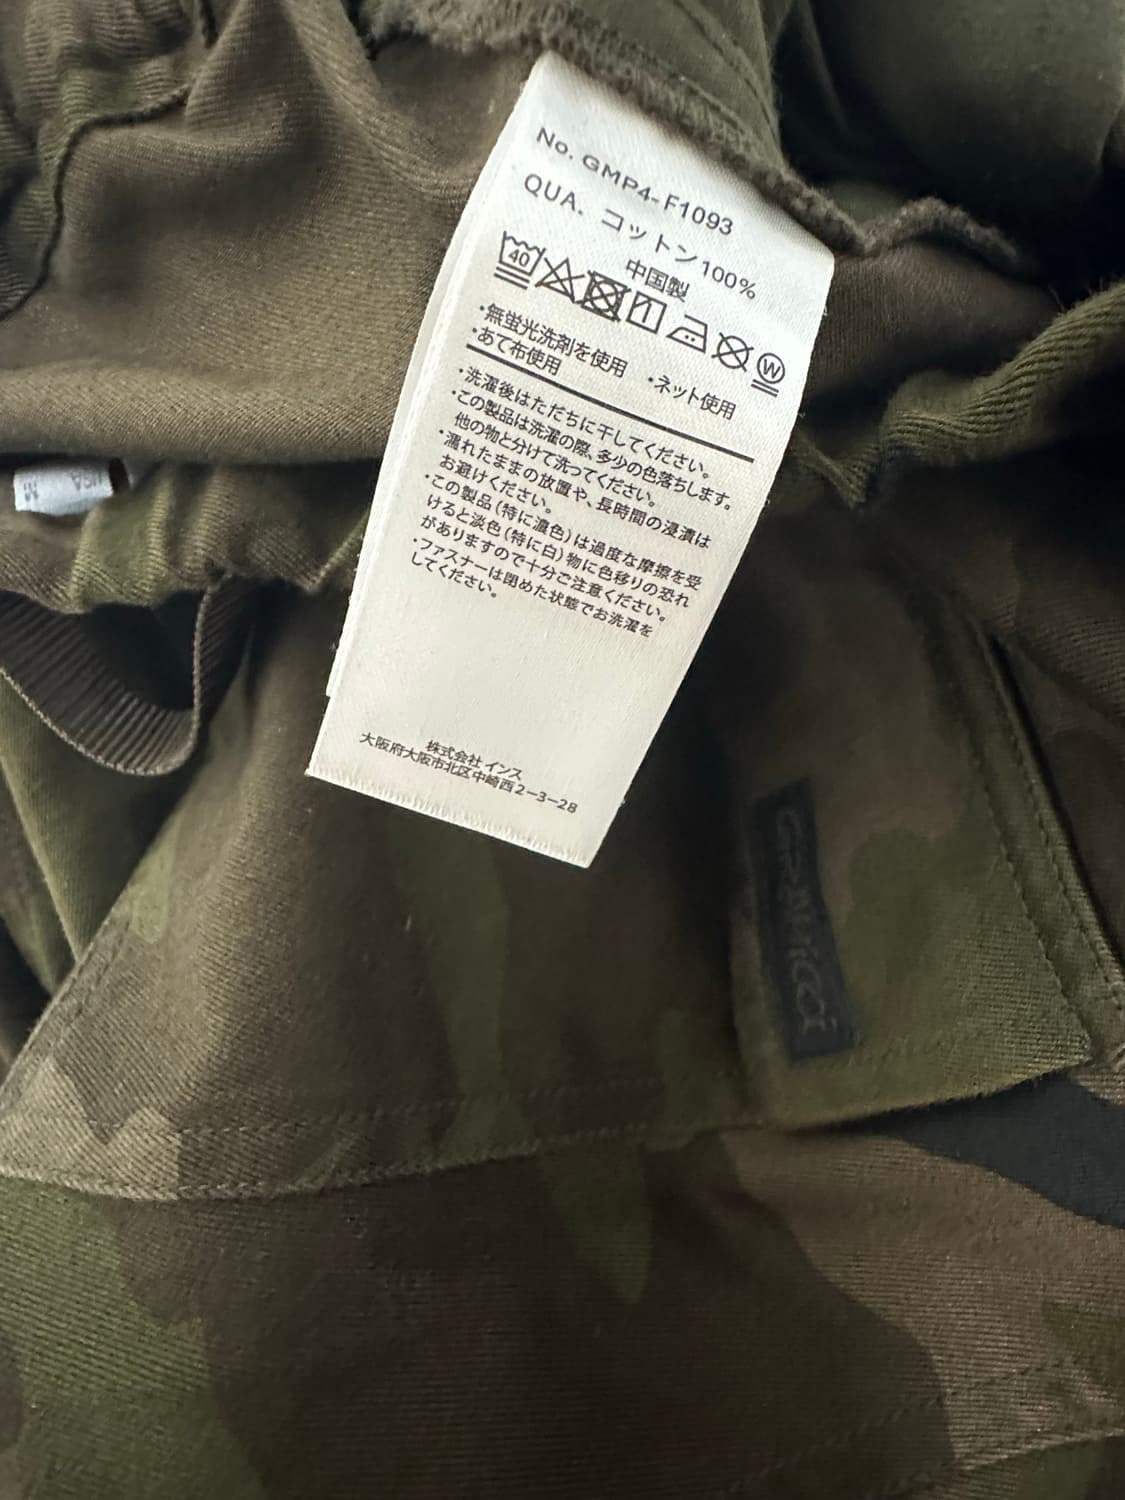 No. GMP4-F1093
QUA. コットン100%
中国製
40
W
・無蛍光洗剤を使用
・あて布使用 ・ネット使用
・洗濯後はただちに干してください。
・この製品は洗濯の際、多少の色落ちします。
他の物と分けて洗ってください。
・濡れたままの放置や、長時間の浸漬は
お避けください。
・この製品(特に濃色)は過度な摩擦を受
けると淡色(特に白)物に色移りの恐れ
がありますので十分ご注意ください。
・ファスナーは閉めた状態でお洗濯を
してください。
株式会社 インス
大阪府大阪市北区中崎西2-3-28
USA M
GRAMICCi